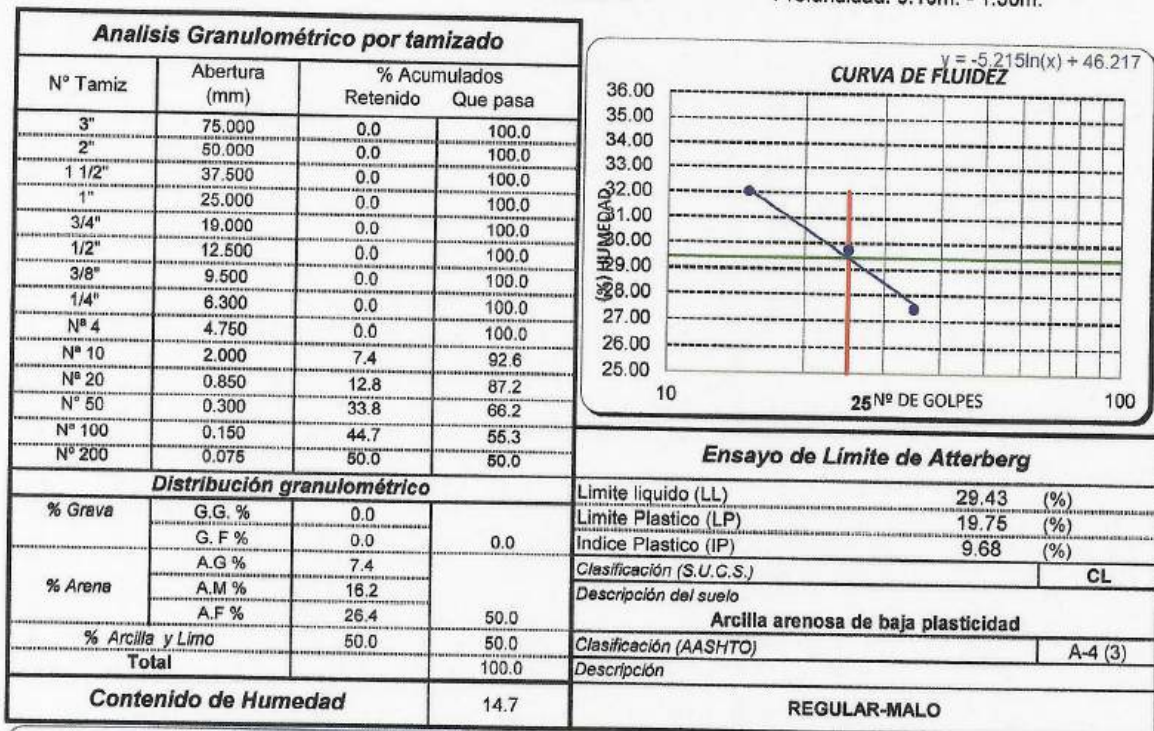 Profundidad: 0.10m. - 1.50m.
Analisis Granulométrico por tamizado
Nº Tamiz Abertura (mm) % Acumulados
Retenido Que pasa
3" 75.000 0.0 100.0
2" 50.000 0.0 100.0
1 1/2" 37.500 0.0 100.0
1" 25.000 0.0 100.0
3/4" 19.000 0.0 100.0
1/2" 12.500 0.0 100.0
3/8" 9.500 0.0 100.0
1/4" 6.300 0.0 100.0
Nª 4 4.750 0.0 100.0
Nª 10 2.000 7.4 92.6
Nª 20 0.850 12.8 87.2
N° 50 0.300 33.8 66.2
Nª 100 0.150 44.7 55.3
Nº 200 0.075 50.0 50.0
Distribución granulométrico
% Grava G.G. % 0.0
G. F % 0.0 0.0
% Arena A.G % 7.4
A.M % 16.2
A.F % 26.4 50.0
% Arcilla y Limo 50.0 50.0
Total 100.0
Contenido de Humedad 14.7
y = -5.215ln(x) + 46.217
CURVA DE FLUIDEZ
36.00
35.00
34.00
33.00
32.00
31.00
30.00
29.00
28.00
27.00
26.00
25.00
(%) HUMEDAD
10 25 Nº DE GOLPES 100
Ensayo de Límite de Atterberg
Limite liquido (LL) 29.43 (%)
Limite Plastico (LP) 19.75 (%)
Indice Plastico (IP) 9.68 (%)
Clasificación (S.U.C.S.) CL
Descripción del suelo
Arcilla arenosa de baja plasticidad
Clasificación (AASHTO) A-4 (3)
Descripción
REGULAR-MALO